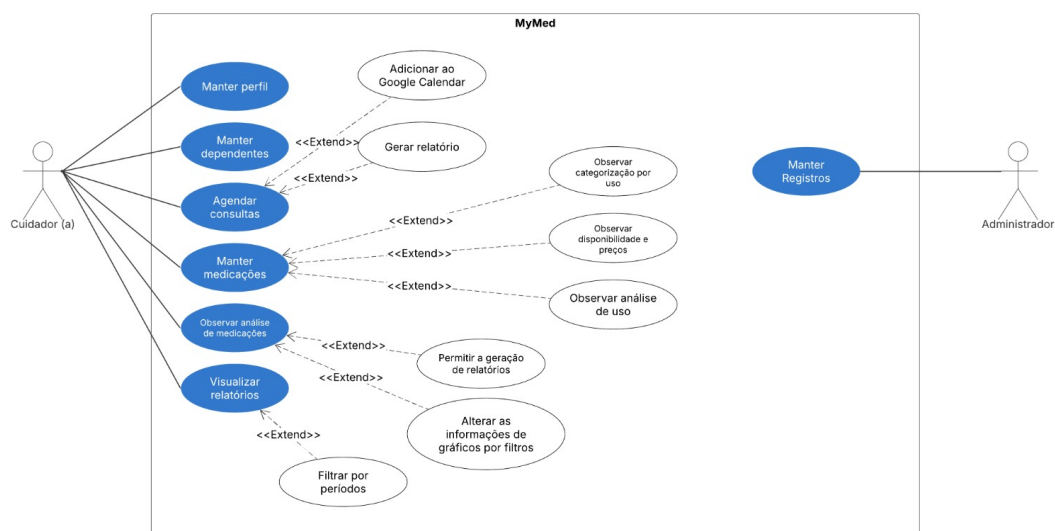 MyMed
Adicionar ao
Google Calendar
Manter perfil
Manter
dependentes
<<Extend>>
Gerar relatório
<<Extend>>
Observar
categorização por
uso
Manter
Registros
Agendar
consultas
Cuidador (a)
Administrador
<<Extend>>
Observar
disponibilidade e
preços
Manter
medicações
<<Extend>>
<<Extend>>
Observar análise
de uso
Observar análise
de medicações
<<Extend>>
Permitir a geração
de relatórios
<<Extend>>
Visualizar
relatórios
Alterar as
informações de
gráficos por filtros
<<Extend>>
Filtrar por
períodos